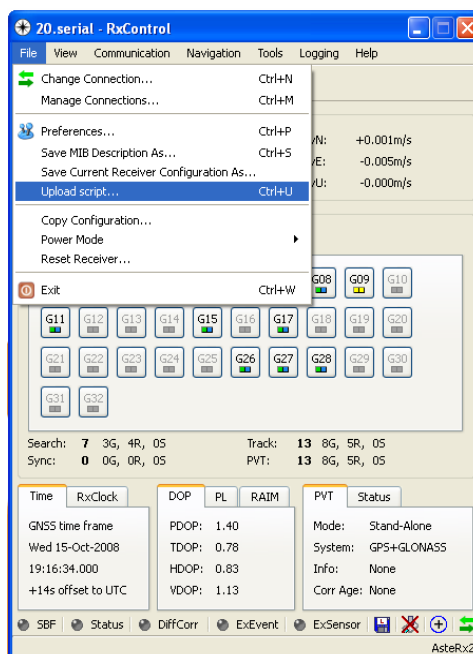 20.serial - RxControl
File View Communication Navigation Tools Logging Help
Change Connection... Ctrl+N
Manage Connections... Ctrl+M
Preferences... Ctrl+P
Save MIB Description As... Ctrl+S
Save Current Receiver Configuration As...
Upload script... Ctrl+U
Copy Configuration...
Power Mode
Reset Receiver...
Exit Ctrl+W
vN: +0.001m/s
vE: -0.005m/s
vU: -0.000m/s
G08 G09 G10
G11 G12 G13 G14 G15 G16 G17 G18 G19 G20
G21 G22 G23 G24 G25 G26 G27 G28 G29 G30
G31 G32
Search: 7 3G, 4R, 0S Track: 13 8G, 5R, 0S
Sync: 0 0G, 0R, 0S PVT: 13 8G, 5R, 0S
Time RxClock DOP PL RAIM PVT Status
GNSS time frame PDOP: 1.40 Mode: Stand-Alone
Wed 15-Oct-2008 TDOP: 0.78 System: GPS+GLONASS
19:16:34.000 HDOP: 0.83 Info: None
+14s offset to UTC VDOP: 1.13 Corr Age: None
SBF Status DiffCorr ExEvent ExSensor
AsteRx2